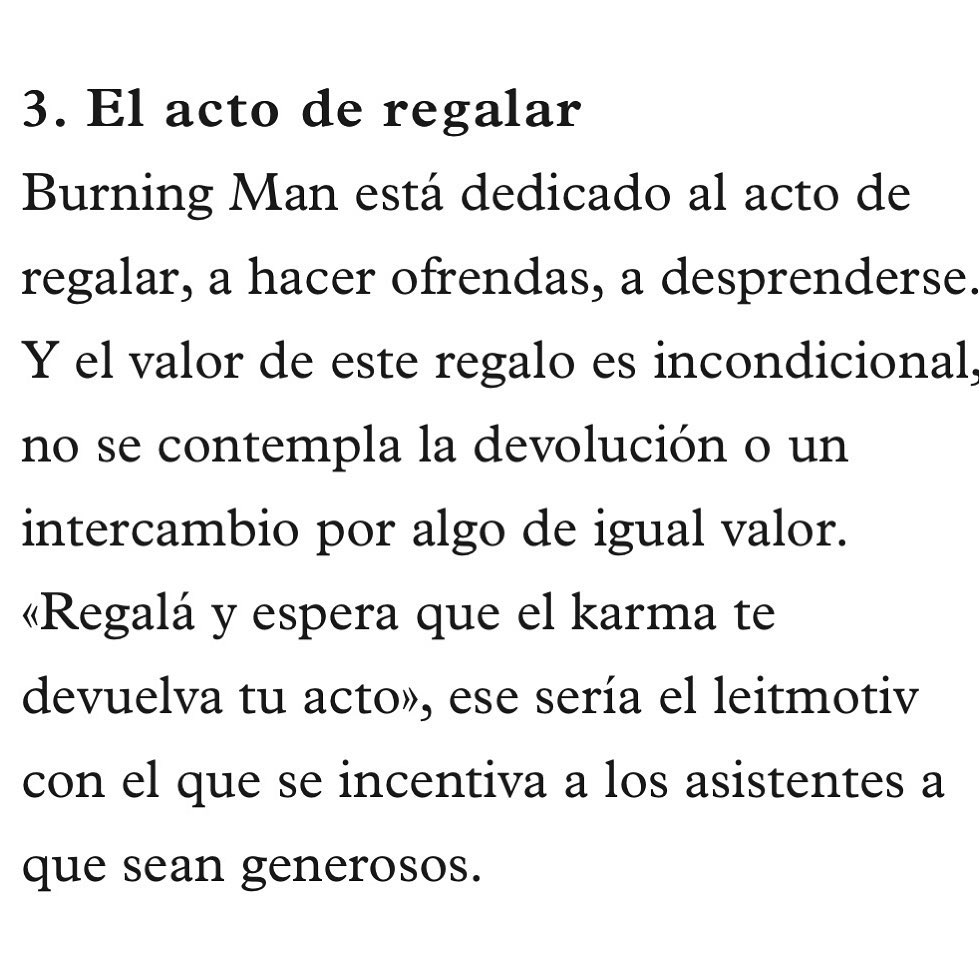 3. El acto de regalar
Burning Man está dedicado al acto de
regalar, a hacer ofrendas, a desprenderse.
Y el valor de este regalo es incondicional,
no se contempla la devolución o un
intercambio por algo de igual valor.
«Regalá y espera que el karma te
devuelva tu acto», ese sería el leitmotiv
con el que se incentiva a los asistentes a
que sean generosos.